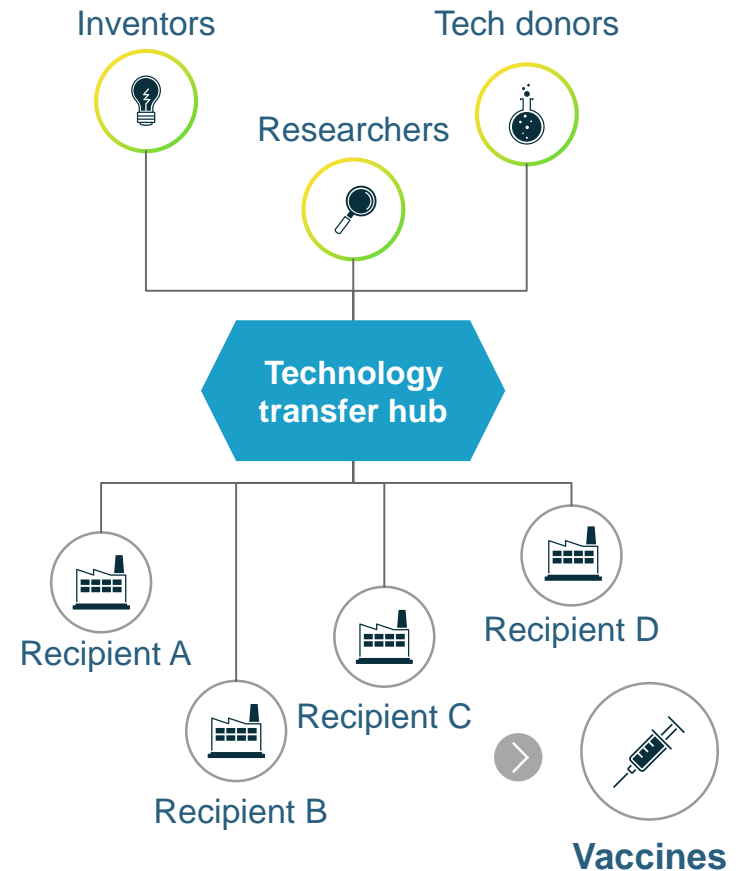 Inventors
Tech donors
Researchers
Technology
transfer hub
Recipient A
Recipient D
Recipient C
Recipient B
Vaccines